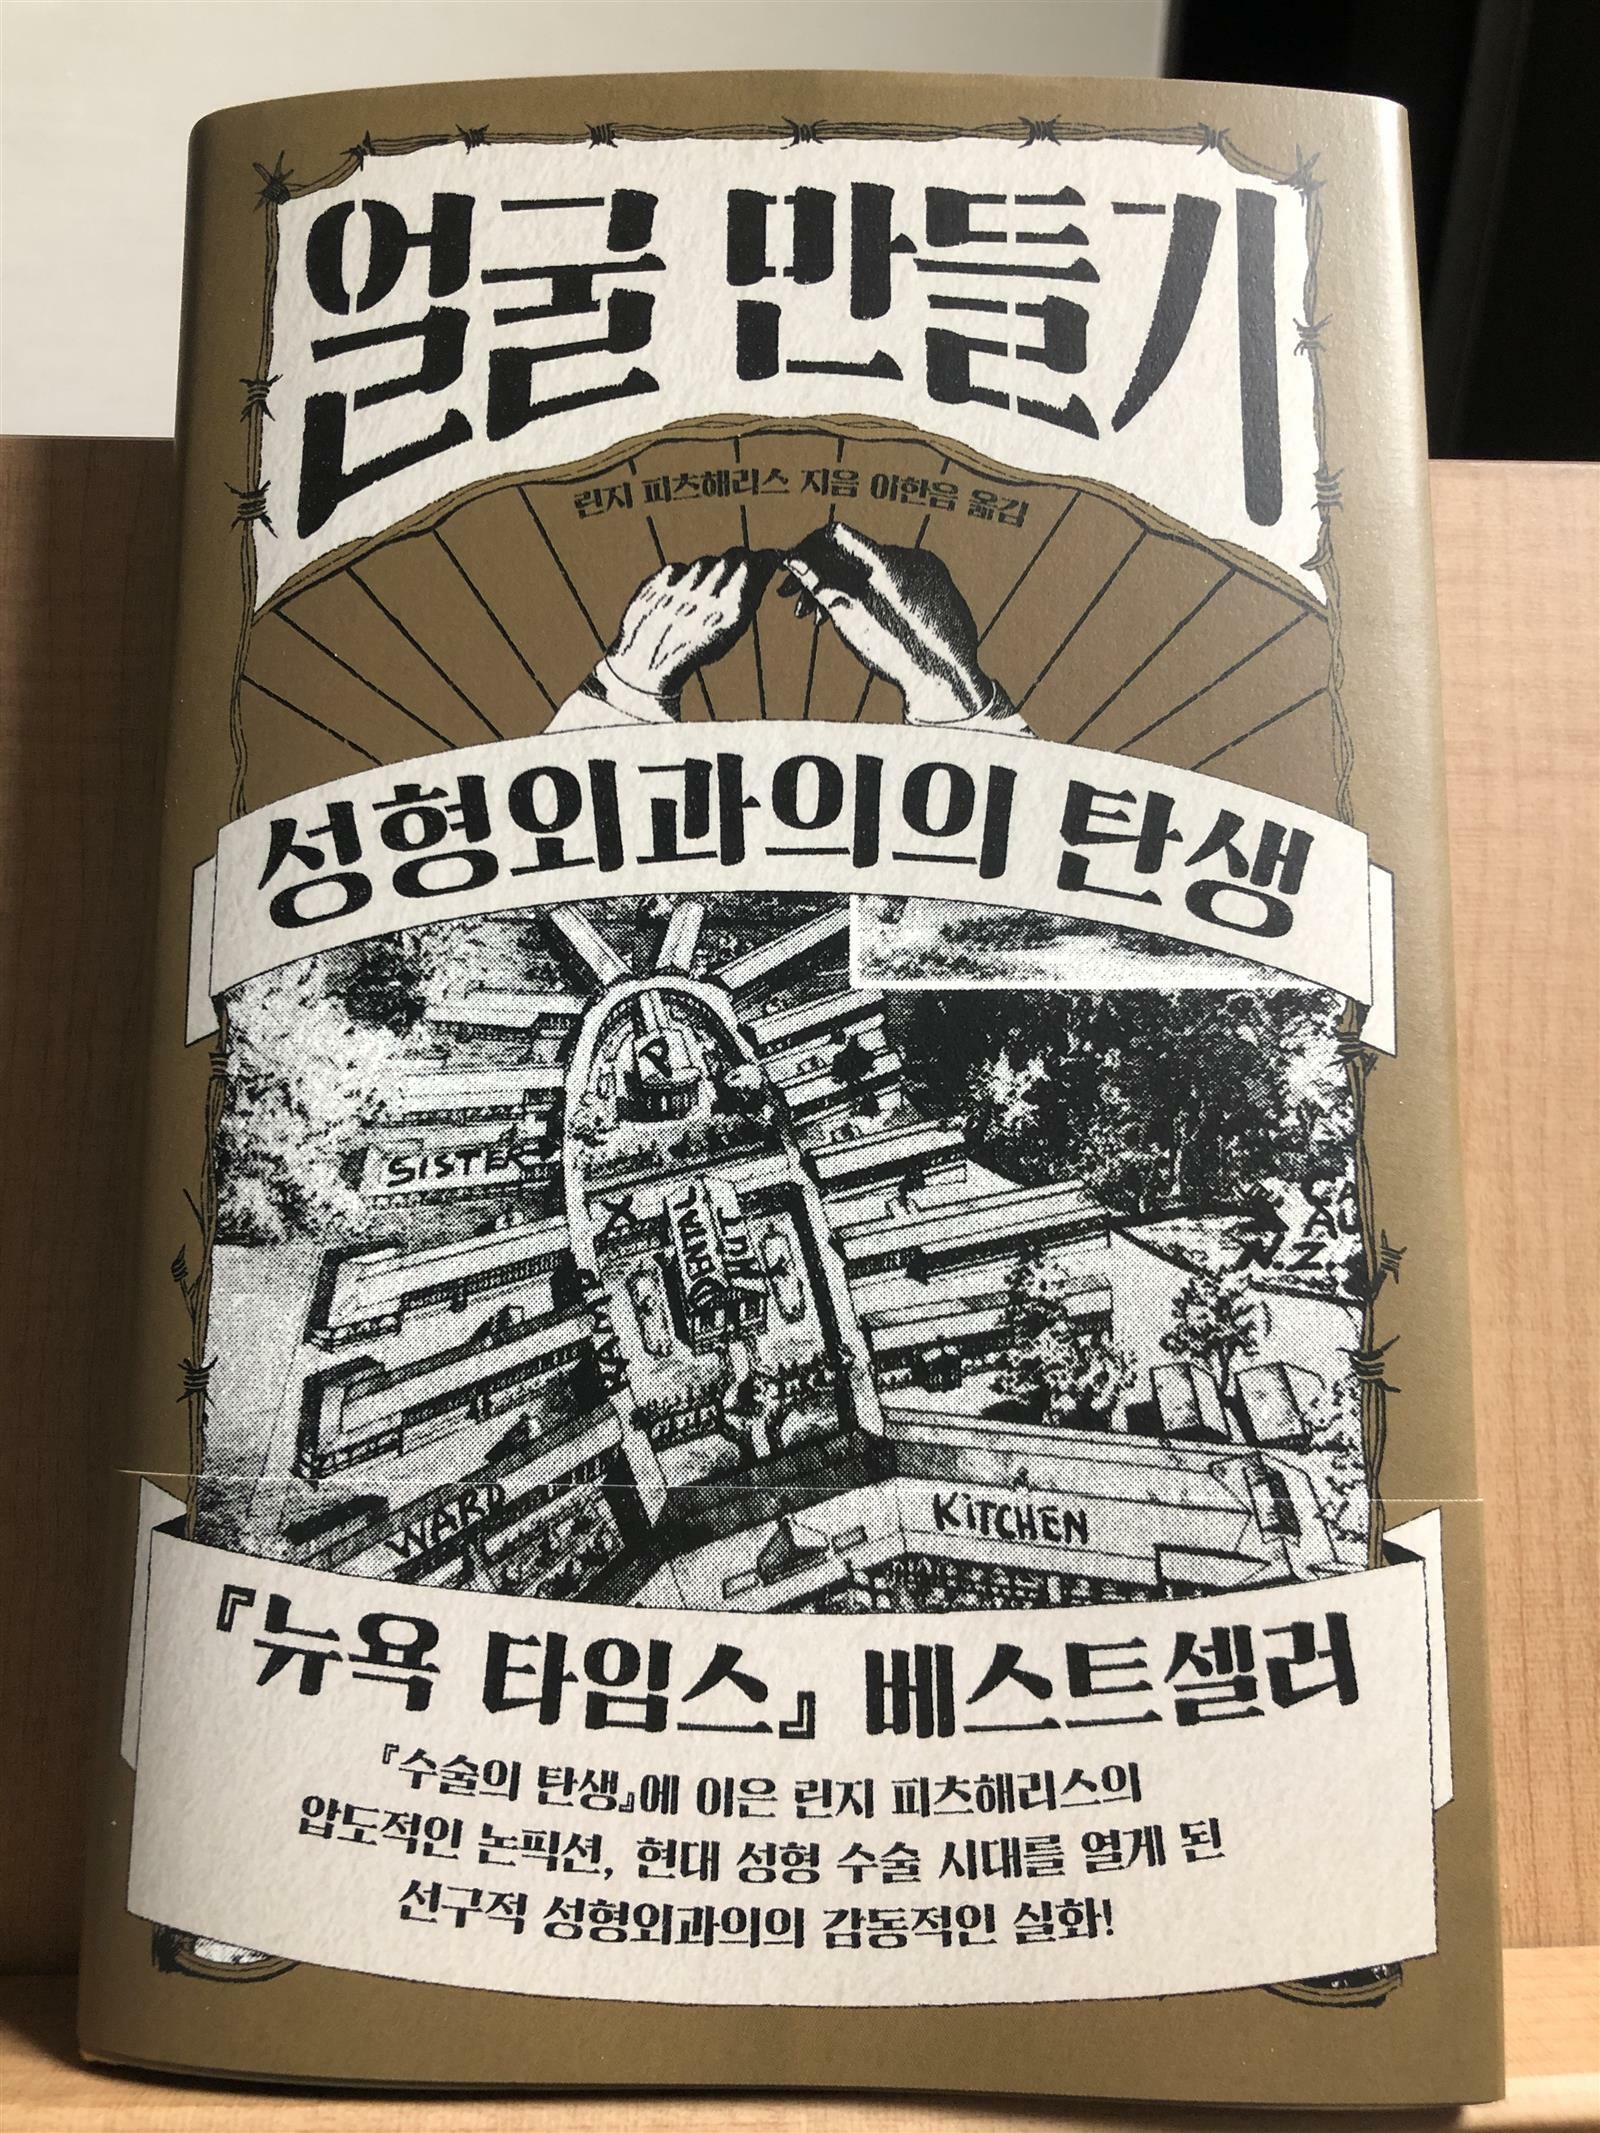 얼굴 만들기
린지 피츠해리스 지음 이한음 옮김
성형외과의의 탄생
P
SISTER
X
DENTAL
KITCHEN
WARD
N.Z.
『뉴욕 타임스』 베스트셀러
『수술의 탄생』에 이은 린지 피츠해리스의
압도적인 논픽션, 현대 성형 수술 시대를 열게 된
선구적 성형외과의의 감동적인 실화!